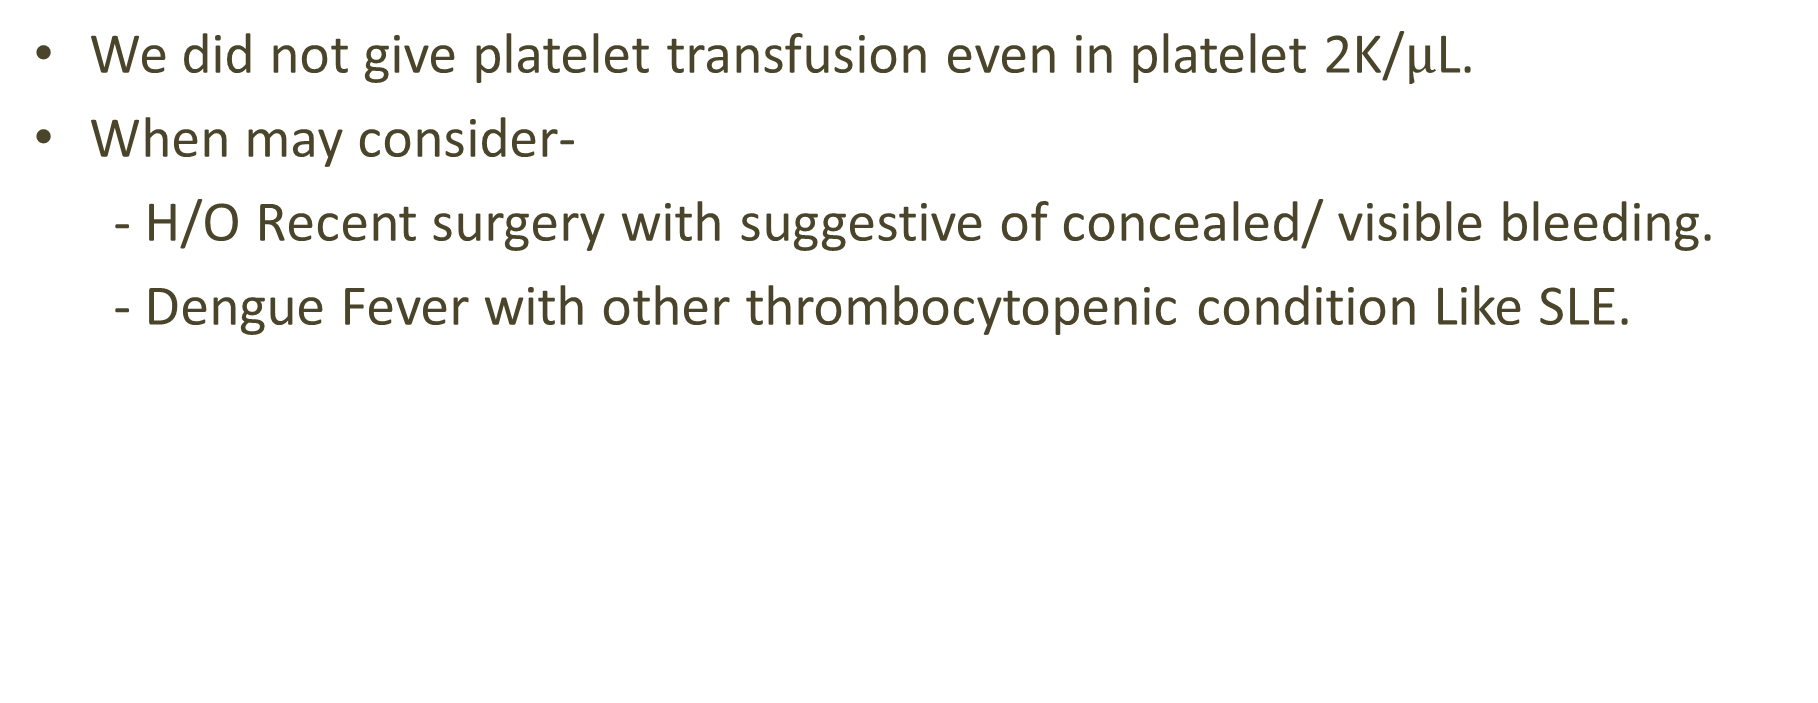 • We did not give platelet transfusion even in platelet 2K/µL.
• When may consider-
- H/O Recent surgery with suggestive of concealed/ visible bleeding.
- Dengue Fever with other thrombocytopenic condition Like SLE.